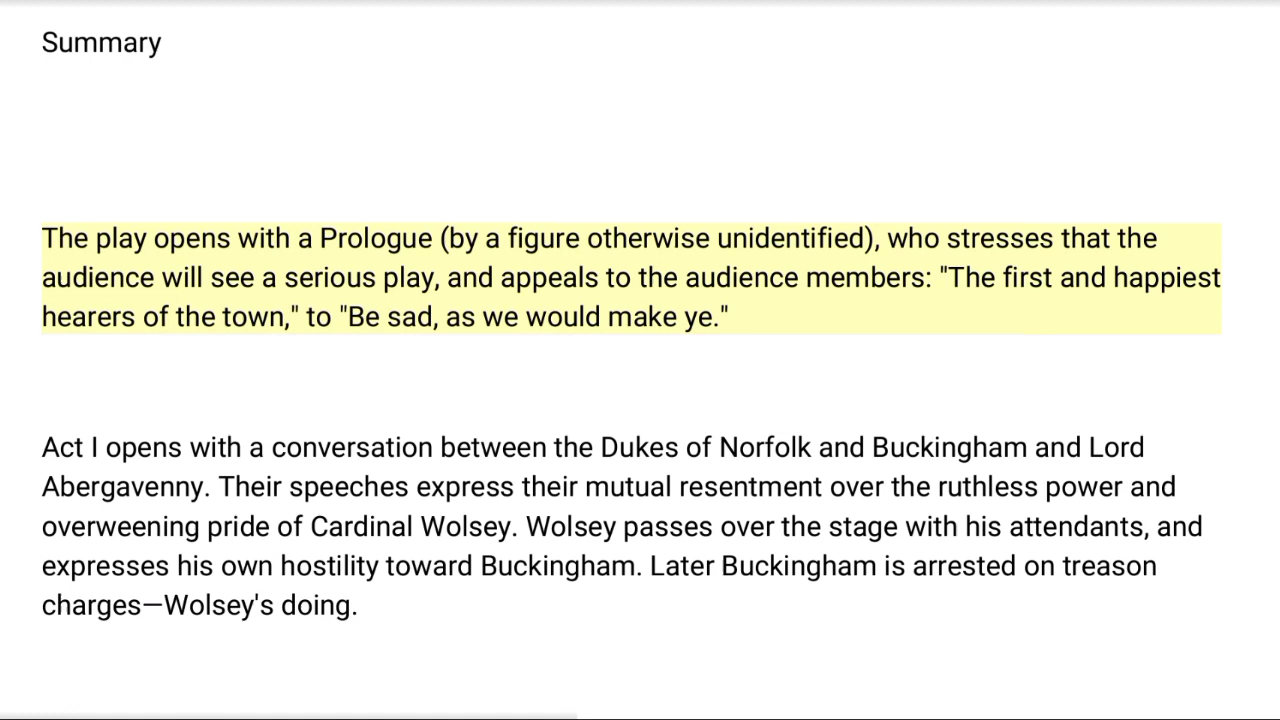 Summary
The play opens with a Prologue (by a figure otherwise unidentified), who stresses that the
audience will see a serious play, and appeals to the audience members: "The first and happiest
hearers of the town," to "Be sad, as we would make ye."
Act I opens with a conversation between the Dukes of Norfolk and Buckingham and Lord
Abergavenny. Their speeches express their mutual resentment over the ruthless power and
overweening pride of Cardinal Wolsey. Wolsey passes over the stage with his attendants, and
expresses his own hostility toward Buckingham. Later Buckingham is arrested on treason
charges—Wolsey's doing.